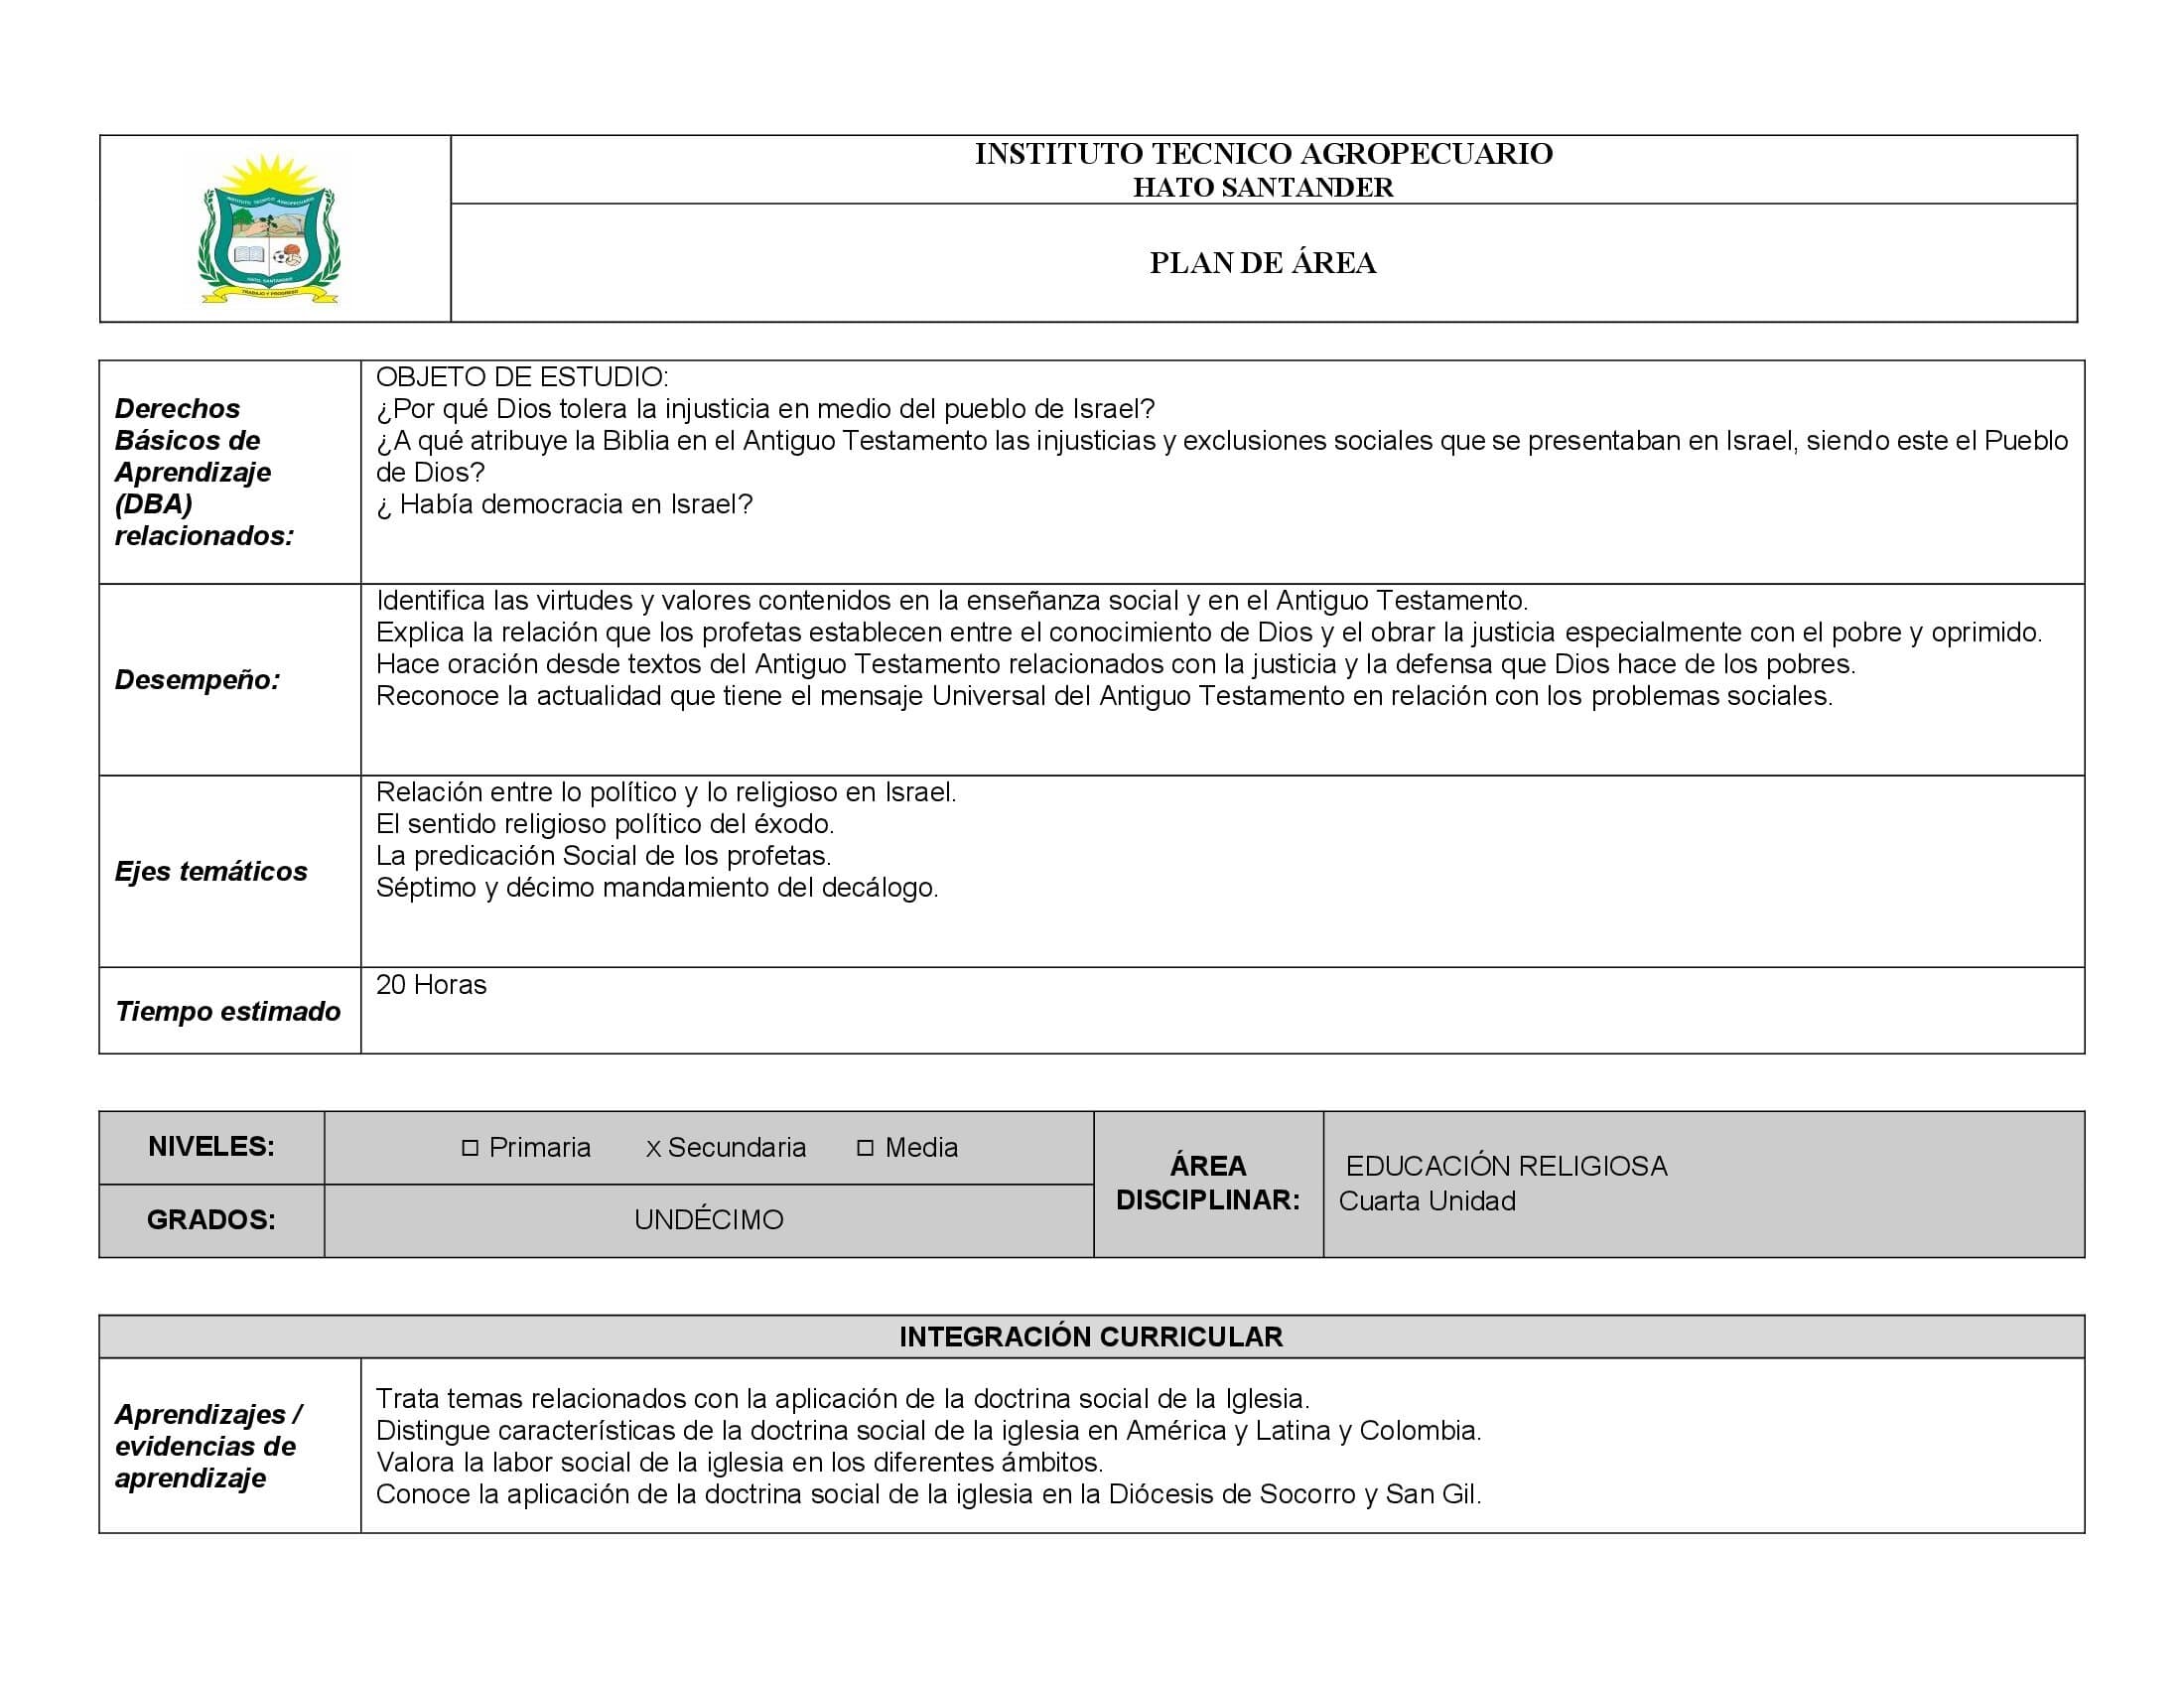 INSTITUTO TECNICO AGROPECUARIO
HATO SANTANDER
PLAN DE ÁREA
INSTITUTO TECNICO AGROPECUARIO
HATO SANTANDER
TRABAJO Y PROGRESO
Derechos
Básicos de
Aprendizaje
(DBA)
relacionados:
OBJETO DE ESTUDIO:
¿Por qué Dios tolera la injusticia en medio del pueblo de Israel?
¿A qué atribuye la Biblia en el Antiguo Testamento las injusticias y exclusiones sociales que se presentaban en Israel, siendo este el Pueblo
de Dios?
¿ Había democracia en Israel?
Desempeño:
Identifica las virtudes y valores contenidos en la enseñanza social y en el Antiguo Testamento.
Explica la relación que los profetas establecen entre el conocimiento de Dios y el obrar la justicia especialmente con el pobre y oprimido.
Hace oración desde textos del Antiguo Testamento relacionados con la justicia y la defensa que Dios hace de los pobres.
Reconoce la actualidad que tiene el mensaje Universal del Antiguo Testamento en relación con los problemas sociales.
Ejes temáticos
Relación entre lo político y lo religioso en Israel.
El sentido religioso político del éxodo.
La predicación Social de los profetas.
Séptimo y décimo mandamiento del decálogo.
Tiempo estimado
20 Horas
NIVELES:
□ Primaria x Secundaria □ Media
GRADOS:
UNDÉCIMO
ÁREA
DISCIPLINAR:
EDUCACIÓN RELIGIOSA
Cuarta Unidad
INTEGRACIÓN CURRICULAR
Aprendizajes /
evidencias de
aprendizaje
Trata temas relacionados con la aplicación de la doctrina social de la Iglesia.
Distingue características de la doctrina social de la iglesia en América y Latina y Colombia.
Valora la labor social de la iglesia en los diferentes ámbitos.
Conoce la aplicación de la doctrina social de la iglesia en la Diócesis de Socorro y San Gil.